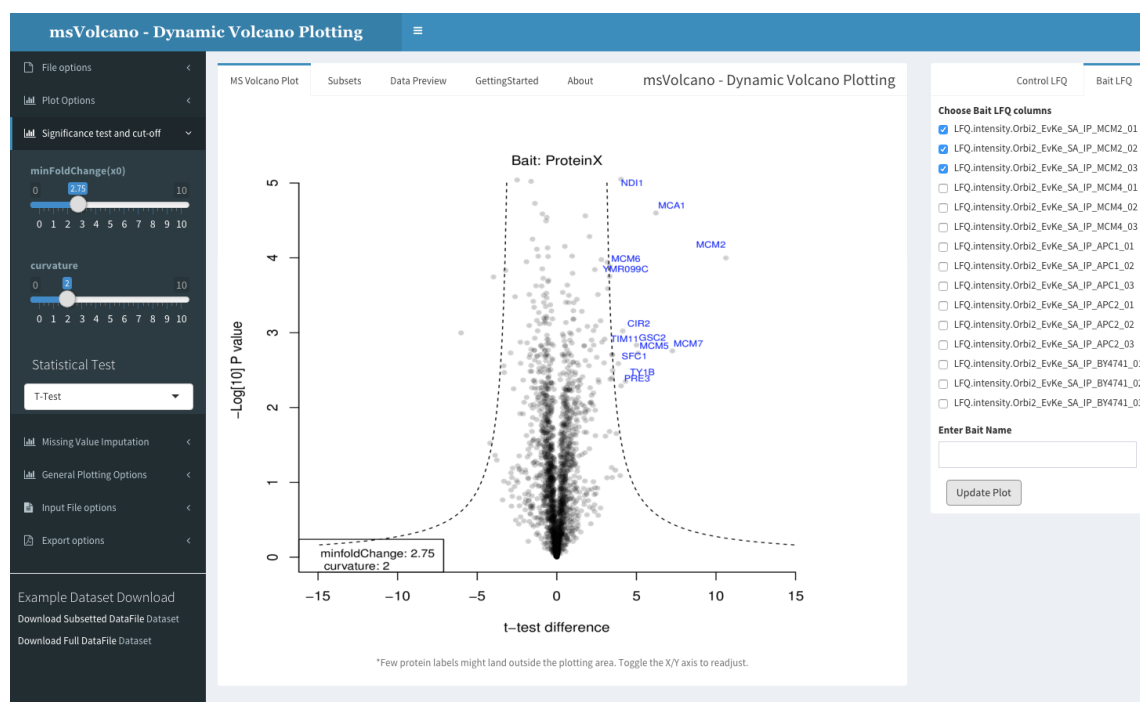 msVolcano - Dynamic Volcano Plotting
File options
Plot Options
Significance test and cut-off
minFoldChange(x0)
0 2.75 10
0 1 2 3 4 5 6 7 8 9 10
curvature
0 2 10
0 1 2 3 4 5 6 7 8 9 10
Statistical Test
T-Test
Missing Value Imputation
General Plotting Options
Input File options
Export options
Example Dataset Download
Download Subsetted DataFile Dataset
Download Full DataFile Dataset
MS Volcano Plot Subsets Data Preview GettingStarted About msVolcano - Dynamic Volcano Plotting
Bait: ProteinX
−Log[10] P value
5
4
3
2
1
0
NDI1
MCA1
MCM2
MCM6
YMR099C
CIR2
TIM11 GSC2
MCM5 MCM7
SFC1
TY1B
PRE3
minfoldChange: 2.75
curvature: 2
−15 −10 −5 0 5 10 15
t−test difference
*Few protein labels might land outside the plotting area. Toggle the X/Y axis to readjust.
Control LFQ Bait LFQ
Choose Bait LFQ columns
LFQ.intensity.Orbi2_EvKe_SA_IP_MCM2_01
LFQ.intensity.Orbi2_EvKe_SA_IP_MCM2_02
LFQ.intensity.Orbi2_EvKe_SA_IP_MCM2_03
LFQ.intensity.Orbi2_EvKe_SA_IP_MCM4_01
LFQ.intensity.Orbi2_EvKe_SA_IP_MCM4_02
LFQ.intensity.Orbi2_EvKe_SA_IP_MCM4_03
LFQ.intensity.Orbi2_EvKe_SA_IP_APC1_01
LFQ.intensity.Orbi2_EvKe_SA_IP_APC1_02
LFQ.intensity.Orbi2_EvKe_SA_IP_APC1_03
LFQ.intensity.Orbi2_EvKe_SA_IP_APC2_01
LFQ.intensity.Orbi2_EvKe_SA_IP_APC2_02
LFQ.intensity.Orbi2_EvKe_SA_IP_APC2_03
LFQ.intensity.Orbi2_EvKe_SA_IP_BY4741_01
LFQ.intensity.Orbi2_EvKe_SA_IP_BY4741_02
LFQ.intensity.Orbi2_EvKe_SA_IP_BY4741_03
Enter Bait Name
Update Plot